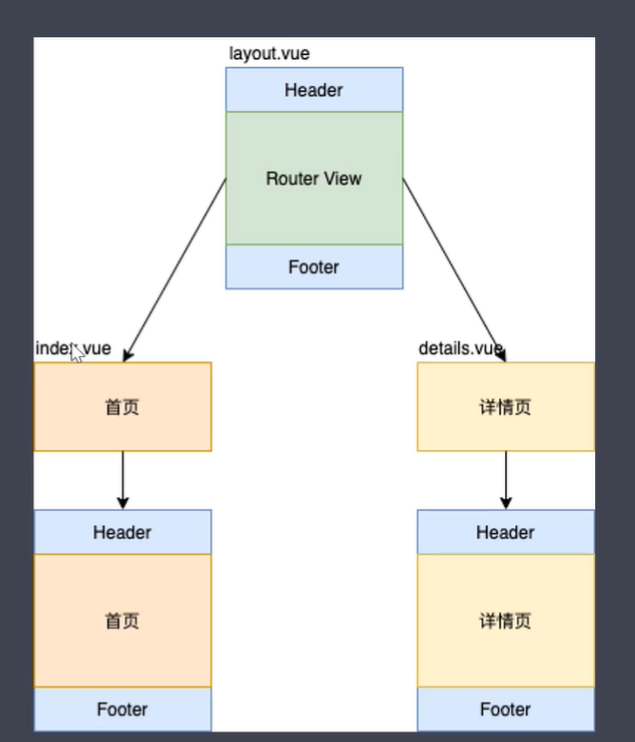 layout.vue
Header
Router View
Footer
index.vue
details.vue
首页
详情页
Header
Header
首页
详情页
Footer
Footer